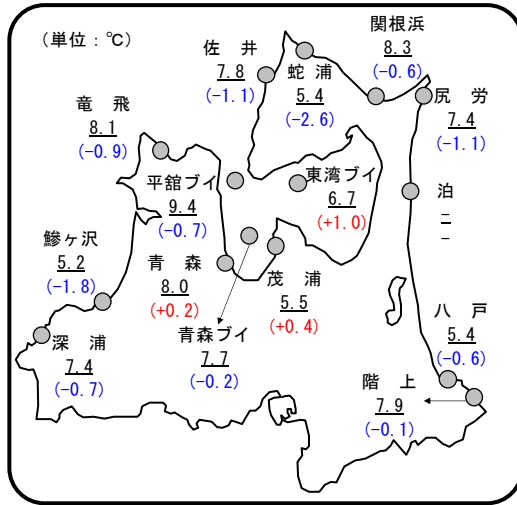 (単位：℃)
佐 井
7.8
(-1.1)
蛇 浦
5.4
(-2.6)
関根浜
8.3
(-0.6)
尻労
7.4
(-1.1)
竜 飛
8.1
(-0.9)
平舘ブイ
9.4
(-0.7)
東湾ブイ
6.7
(+1.0)
泊
--
-
鰺ヶ沢
5.2
(-1.8)
青 森
8.0
(+0.2)
茂 浦
5.5
(+0.4)
青森ブイ
7.7
(-0.2)
深 浦
7.4
(-0.7)
八 戸
5.4
(-0.6)
階 上
7.9
(-0.1)